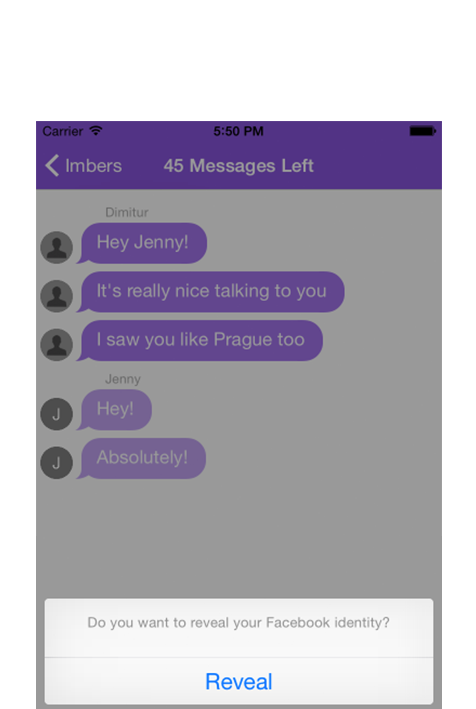 Carrier 5:50 PM
Imbers 45 Messages Left
Dimitur
Hey Jenny!
It's really nice talking to you
I saw you like Prague too
Jenny
J Hey!
J Absolutely!
Do you want to reveal your Facebook identity?
Reveal